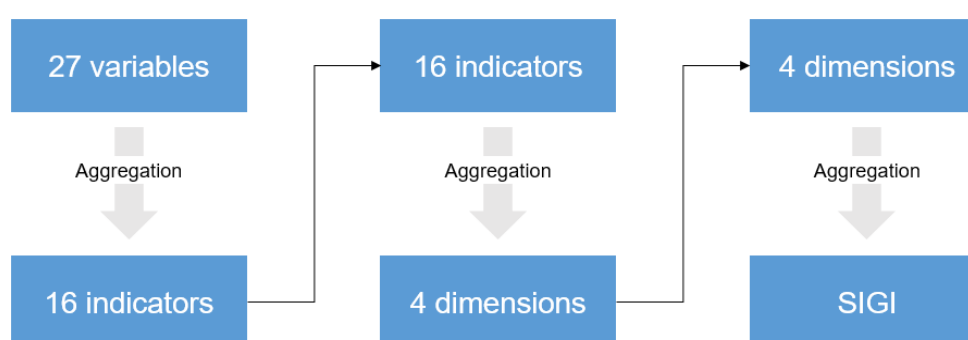 27 variables
Aggregation
16 indicators
16 indicators
Aggregation
4 dimensions
4 dimensions
Aggregation
SIGI